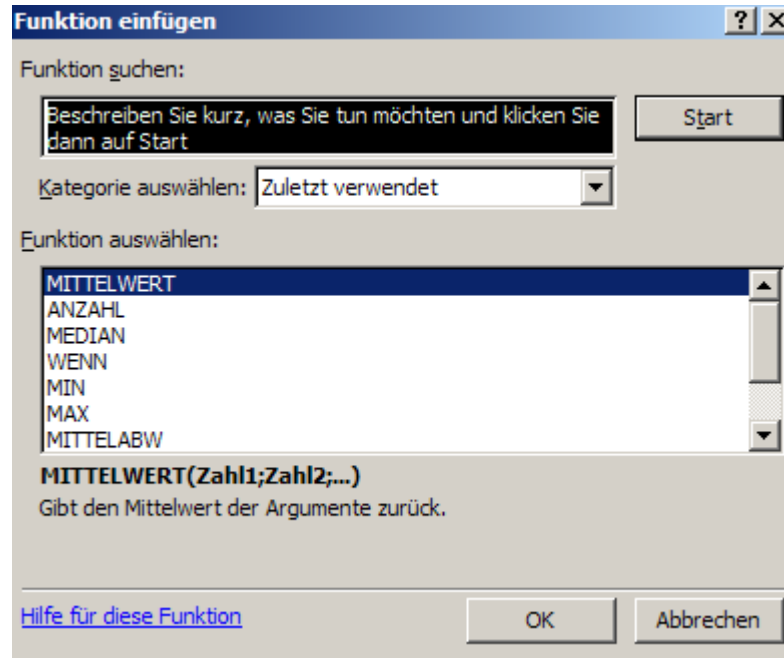 Funktion einfügen
Funktion suchen:
Beschreiben Sie kurz, was Sie tun möchten und klicken Sie
dann auf Start
Start
Kategorie auswählen: Zuletzt verwendet
Funktion auswählen:
MITTELWERT
ANZAHL
MEDIAN
WENN
MIN
MAX
MITTELABW
MITTELWERT(Zahl1;Zahl2;...)
Gibt den Mittelwert der Argumente zurück.
Hilfe für diese Funktion
OK
Abbrechen